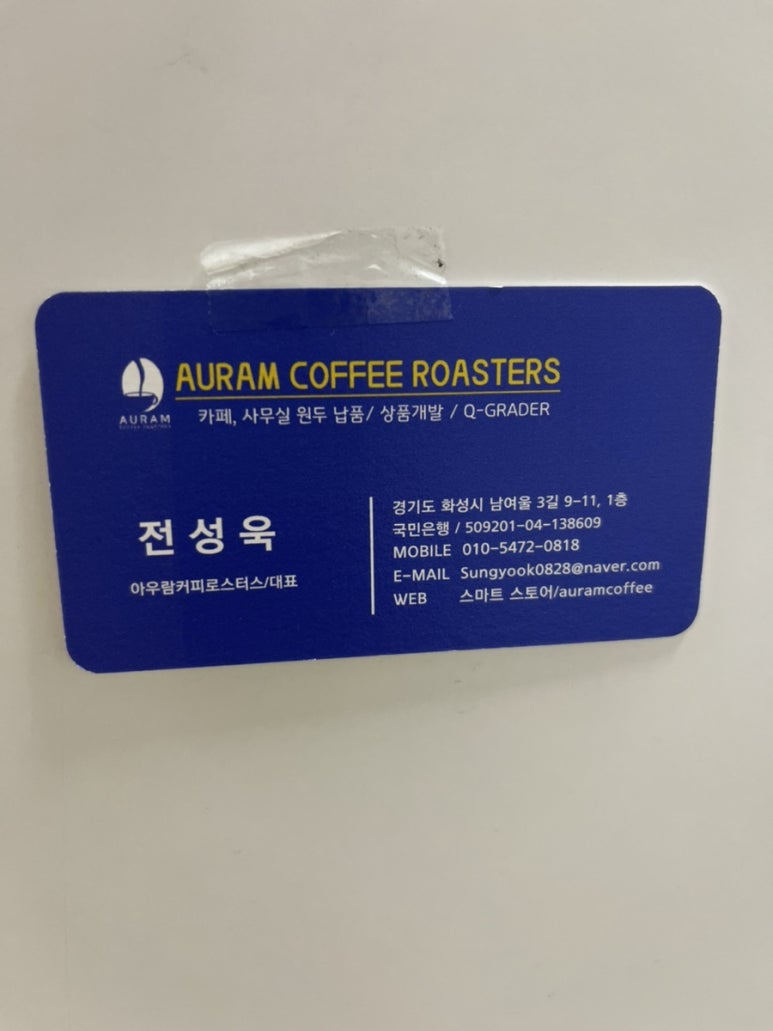 AURAM COFFEE ROASTERS
AURAM
카페, 사무실 원두 납품/ 상품개발 / Q-GRADER
전성욱
아우람커피로스터스/대표
경기도 화성시 남여울 3길 9-11, 1층
국민은행 / 509201-04-138609
MOBILE 010-5472-0818
E-MAIL Sungyook0828@naver.com
WEB 스마트 스토어/auramcoffee